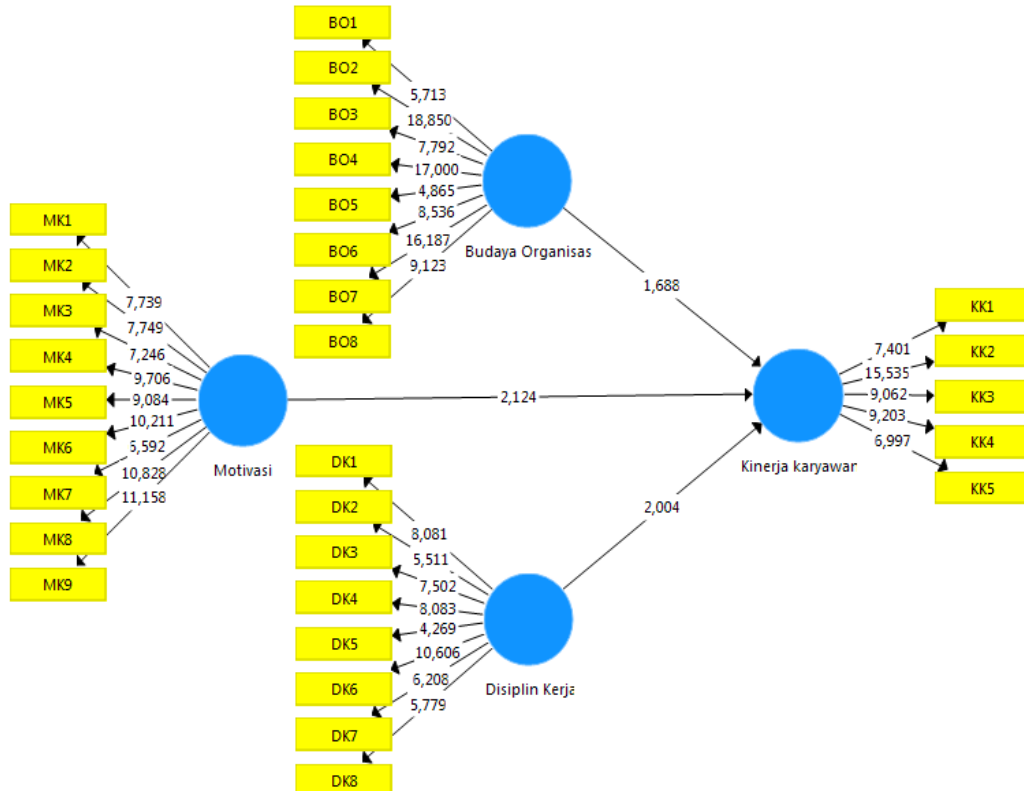 BO1
BO2
BO3
BO4
BO5
BO6
BO7
BO8
5,713
18,850
7,792
17,000
4,865
8,536
16,187
9,123
Budaya Organisas
1,688
MK1
MK2
MK3
MK4
MK5
MK6
MK7
MK8
MK9
7,739
7,749
7,246
9,706
9,084
10,211
10,828
11,158
Motivasi
2,124
DK1
DK2
DK3
DK4
DK5
DK6
DK7
DK8
8,081
5,511
7,502
8,083
4,269
10,606
6,208
5,779
Disiplin Kerja
2,004
Kinerja karyawar
KK1
KK2
KK3
KK4
KK5
7,401
15,535
9,062
9,203
6,997